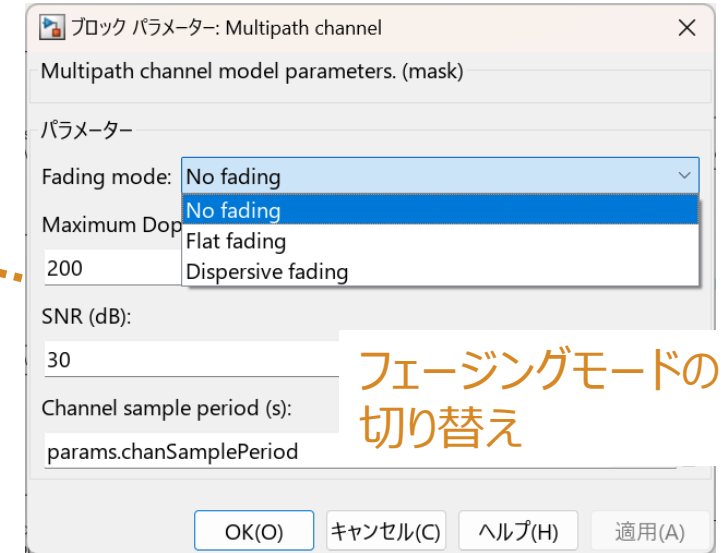 ブロック パラメーター: Multipath channel
Multipath channel model parameters. (mask)
パラメーター
Fading mode: No fading
No fading
Maximum Dop
Flat fading
200
Dispersive fading
SNR (dB):
30
フェージングモードの
切り替え
Channel sample period (s):
params.chanSamplePeriod
OK(O) キャンセル(C) ヘルプ(H) 適用(A)